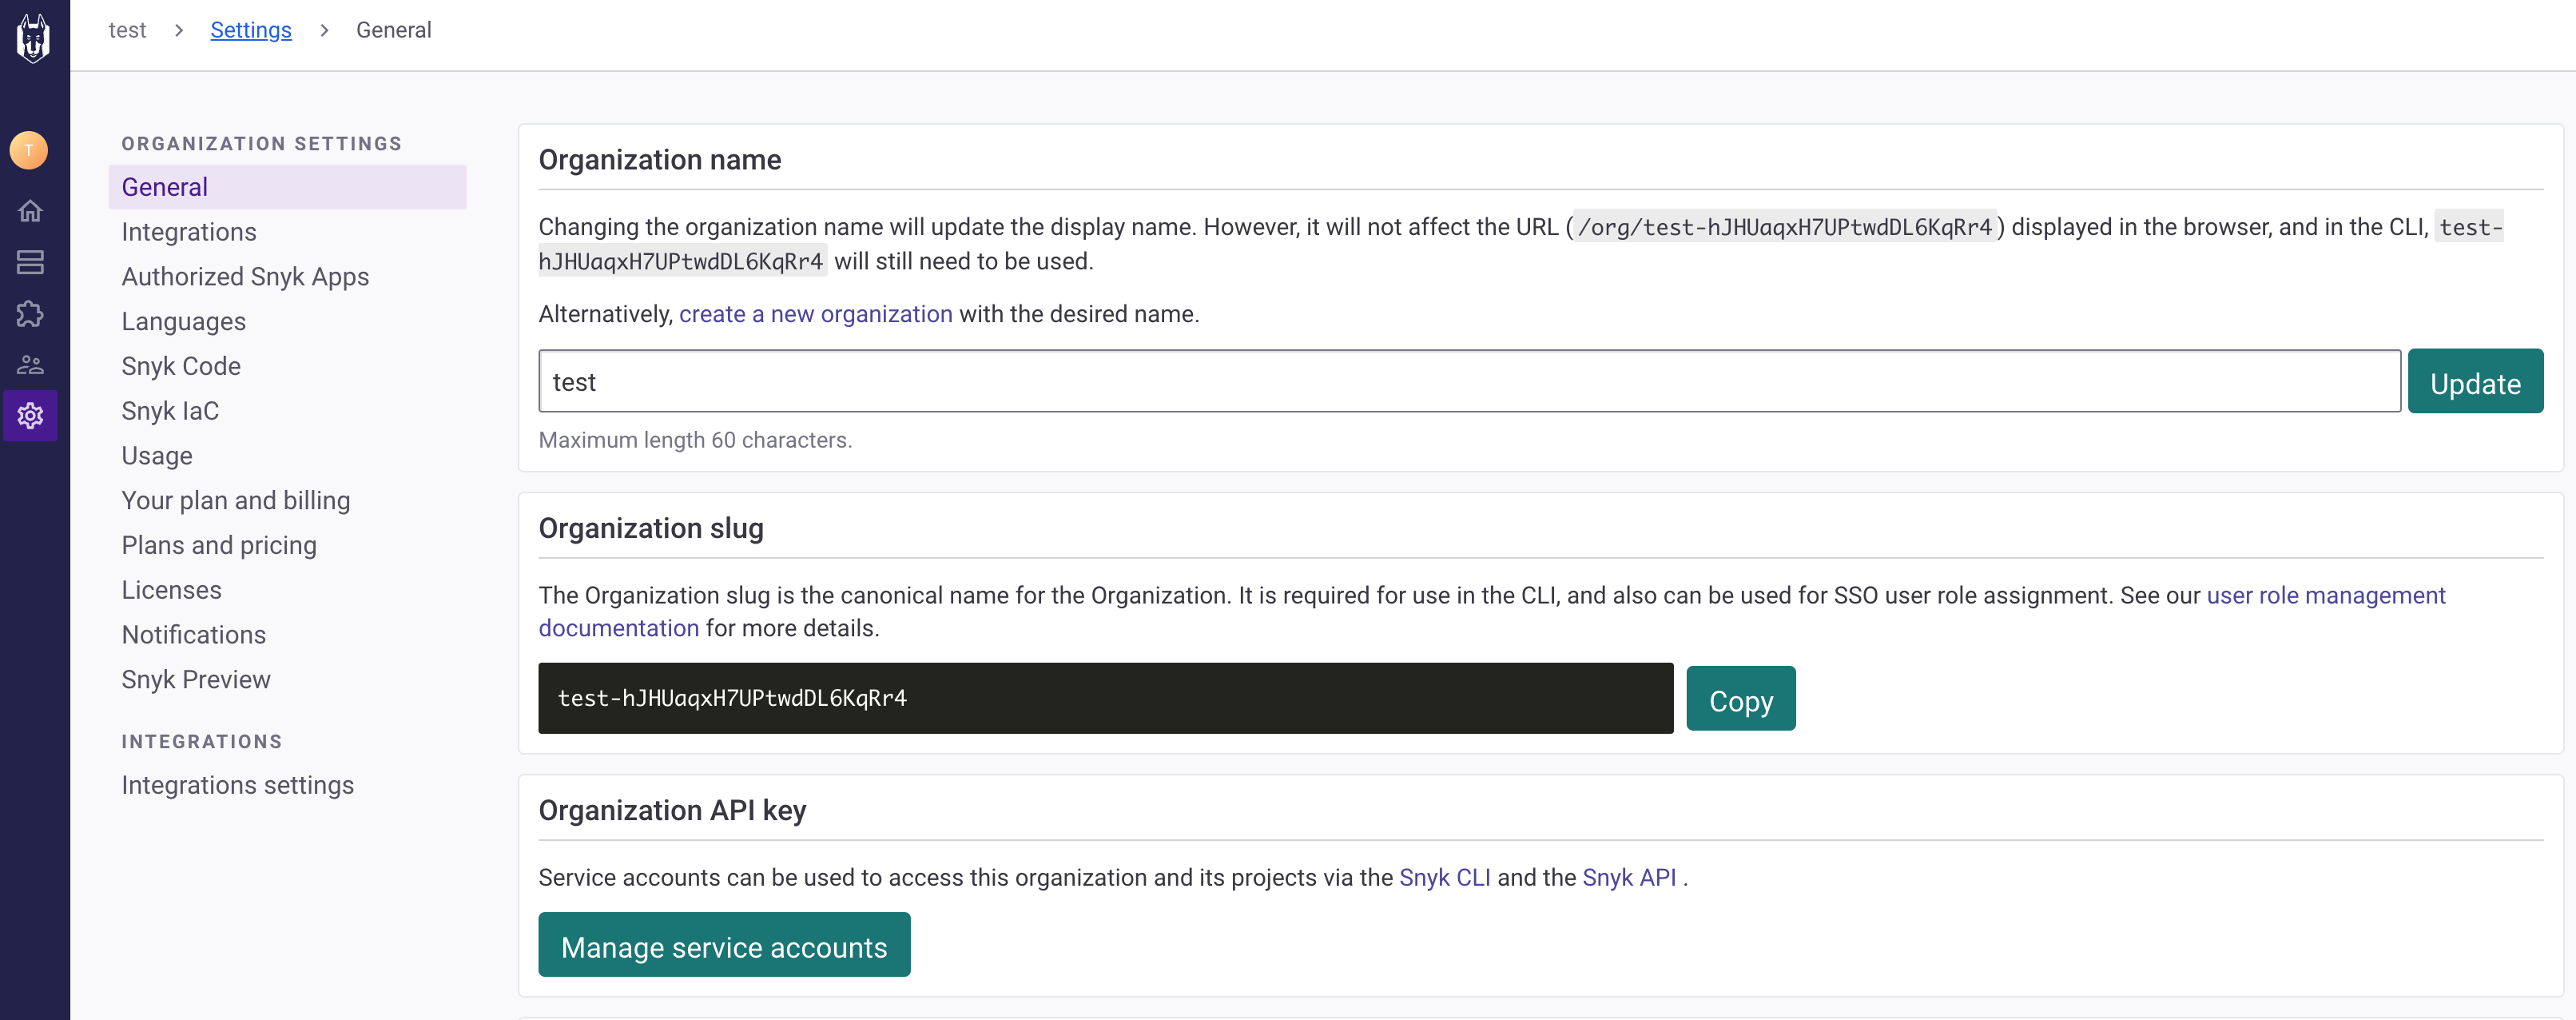 test > Settings > General
T
ORGANIZATION SETTINGS
General
Integrations
Authorized Snyk Apps
Languages
Snyk Code
Snyk IaC
Usage
Your plan and billing
Plans and pricing
Licenses
Notifications
Snyk Preview
INTEGRATIONS
Integrations settings
Organization name
Changing the organization name will update the display name. However, it will not affect the URL (/org/test-hJHUaqxH7UPtwdDL6KqRr4) displayed in the browser, and in the CLI, test-
hJHUaqxH7UPtwdDL6KqRr4 will still need to be used.
Alternatively, create a new organization with the desired name.
test
Update
Maximum length 60 characters.
Organization slug
The Organization slug is the canonical name for the Organization. It is required for use in the CLI, and also can be used for SSO user role assignment. See our user role management
documentation for more details.
test-hJHUaqxH7UPtwdDL6KqRr4
Copy
Organization API key
Service accounts can be used to access this organization and its projects via the Snyk CLI and the Snyk API .
Manage service accounts